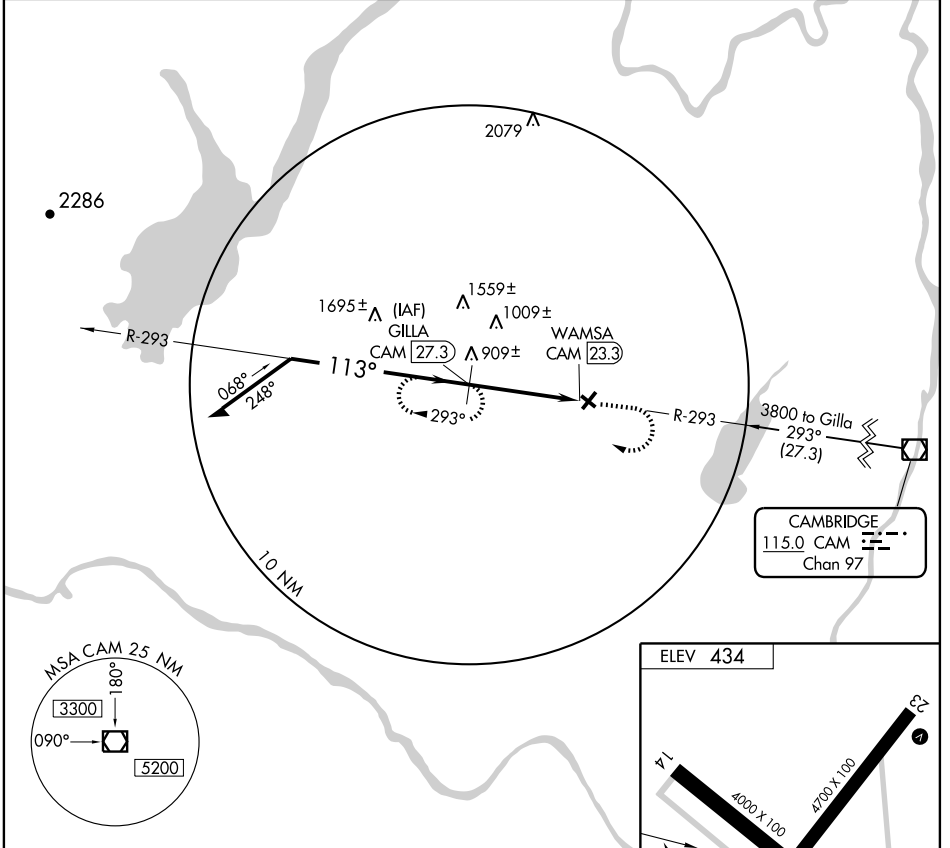 2079
2286
1695±
(IAF)
GILLA
CAM 27.3
1559±
1009±
909±
WAMSA
CAM 23.3
R-293
113°
068°
248°
293°
R-293
3800 to Gilla
293°
(27.3)
CAMBRIDGE
115.0 CAM
Chan 97
10 NM
MSA CAM 25 NM
180°
3300
090°
5200
ELEV 434
23
V
14
4000 X 100
4700 X 100